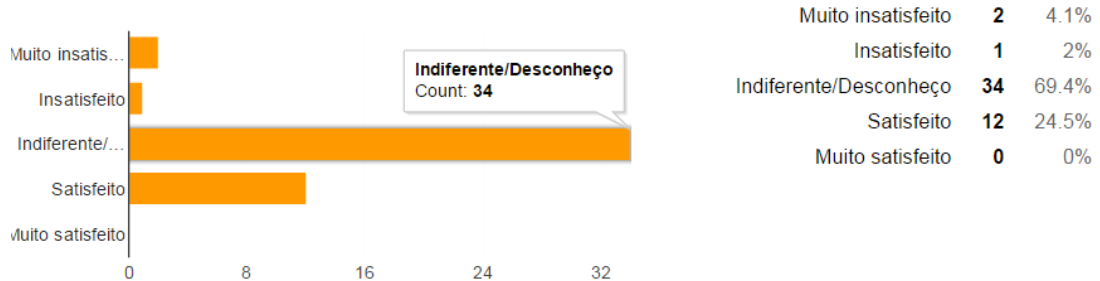 Muito insatis...
Insatisfeito
Indiferente/...
Satisfeito
Muito satisfeito
0 8 16 24 32
Indiferente/Desconheço
Count: 34
Muito insatisfeito 2 4.1%
Insatisfeito 1 2%
Indiferente/Desconheço 34 69.4%
Satisfeito 12 24.5%
Muito satisfeito 0 0%